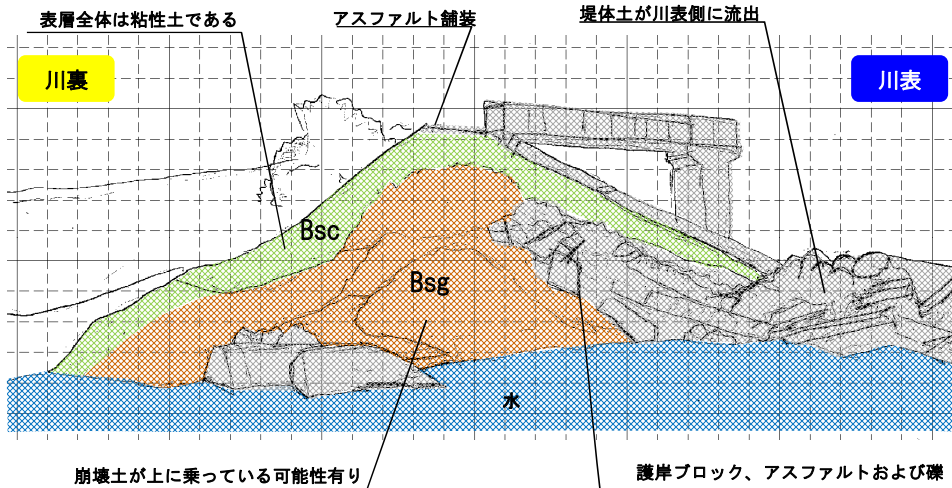 表層全体は粘性土である
アスファルト舗装
堤体土が川表側に流出
川裏
川表
Bsc
Bsg
水
崩壊土が上に乗っている可能性有り
護岸ブロック、アスファルトおよび礫